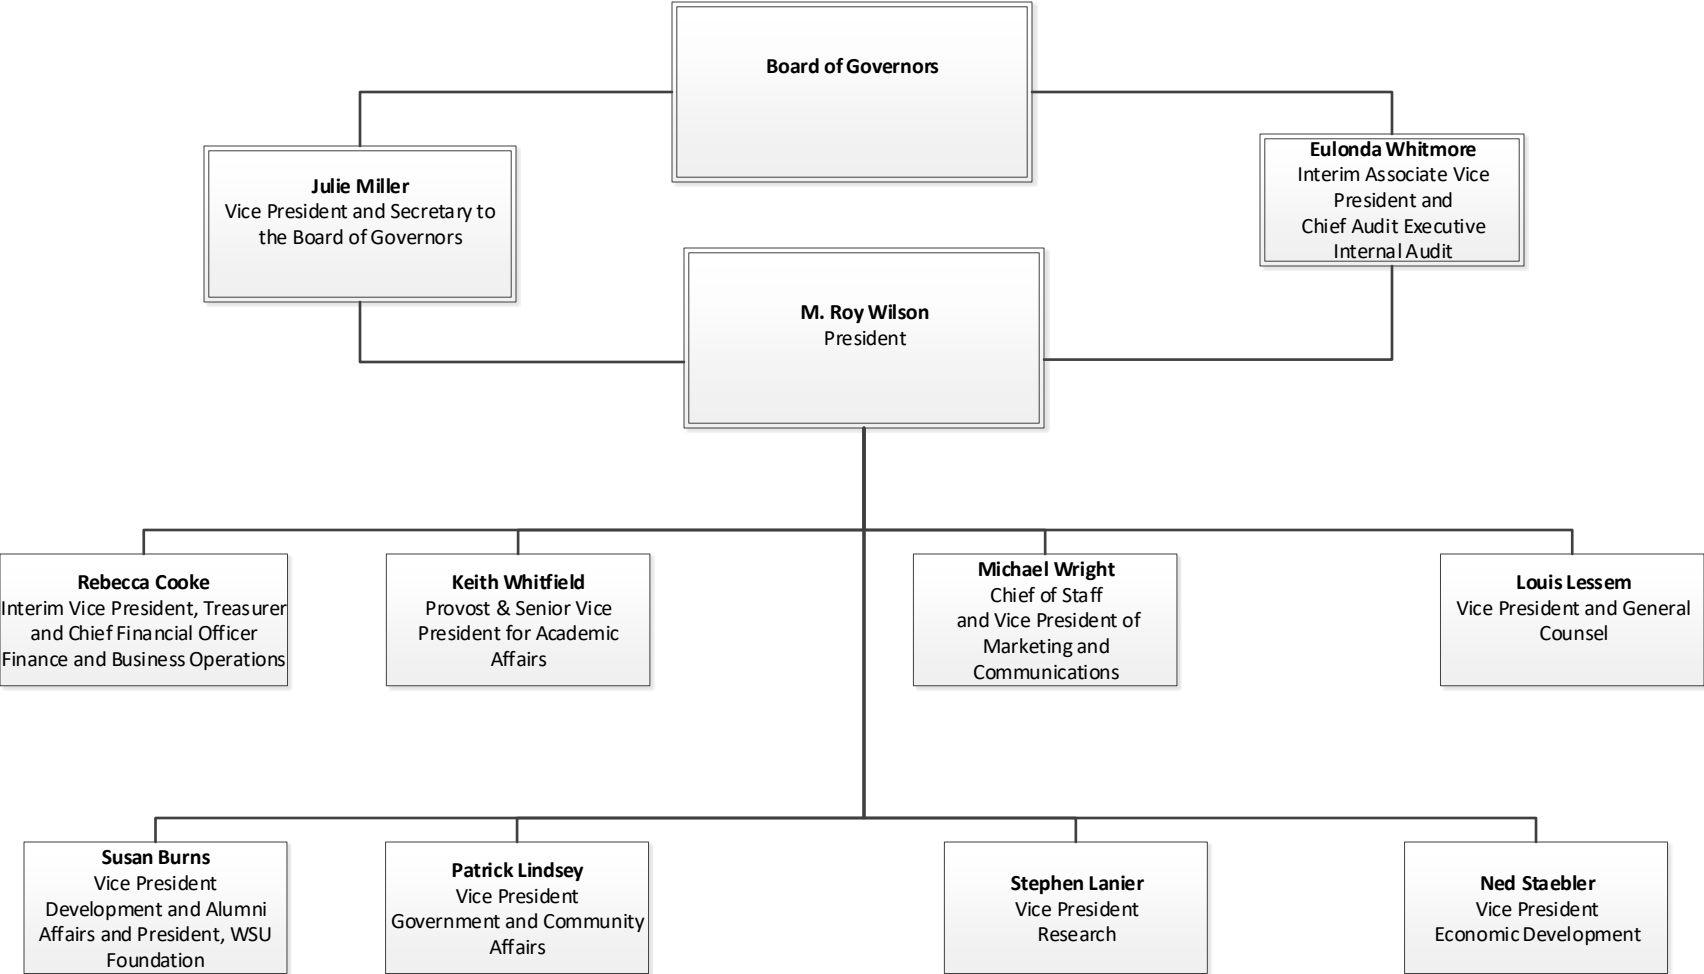 Board of Governors
Julie Miller
Vice President and Secretary to
the Board of Governors
Eulonda Whitmore
Interim Associate Vice
President and
Chief Audit Executive
Internal Audit
M. Roy Wilson
President
Rebecca Cooke
Interim Vice President, Treasurer
and Chief Financial Officer
Finance and Business Operations
Keith Whitfield
Provost & Senior Vice
President for Academic
Affairs
Michael Wright
Chief of Staff
and Vice President of
Marketing and
Communications
Louis Lessem
Vice President and General
Counsel
Susan Burns
Vice President
Development and Alumni
Affairs and President, WSU
Foundation
Patrick Lindsey
Vice President
Government and Community
Affairs
Stephen Lanier
Vice President
Research
Ned Staebler
Vice President
Economic Development